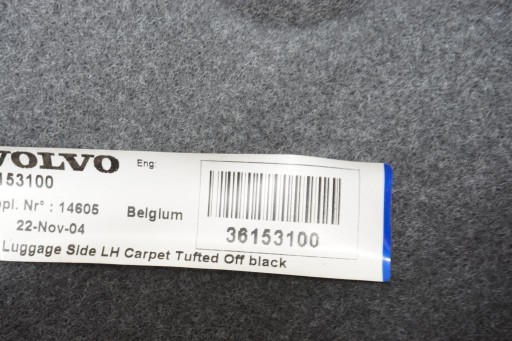 VOLVO Eng:
153100
pl. Nr° : 14605 Belgium
22-Nov-04 36153100
Luggage Side LH Carpet Tufted Off black